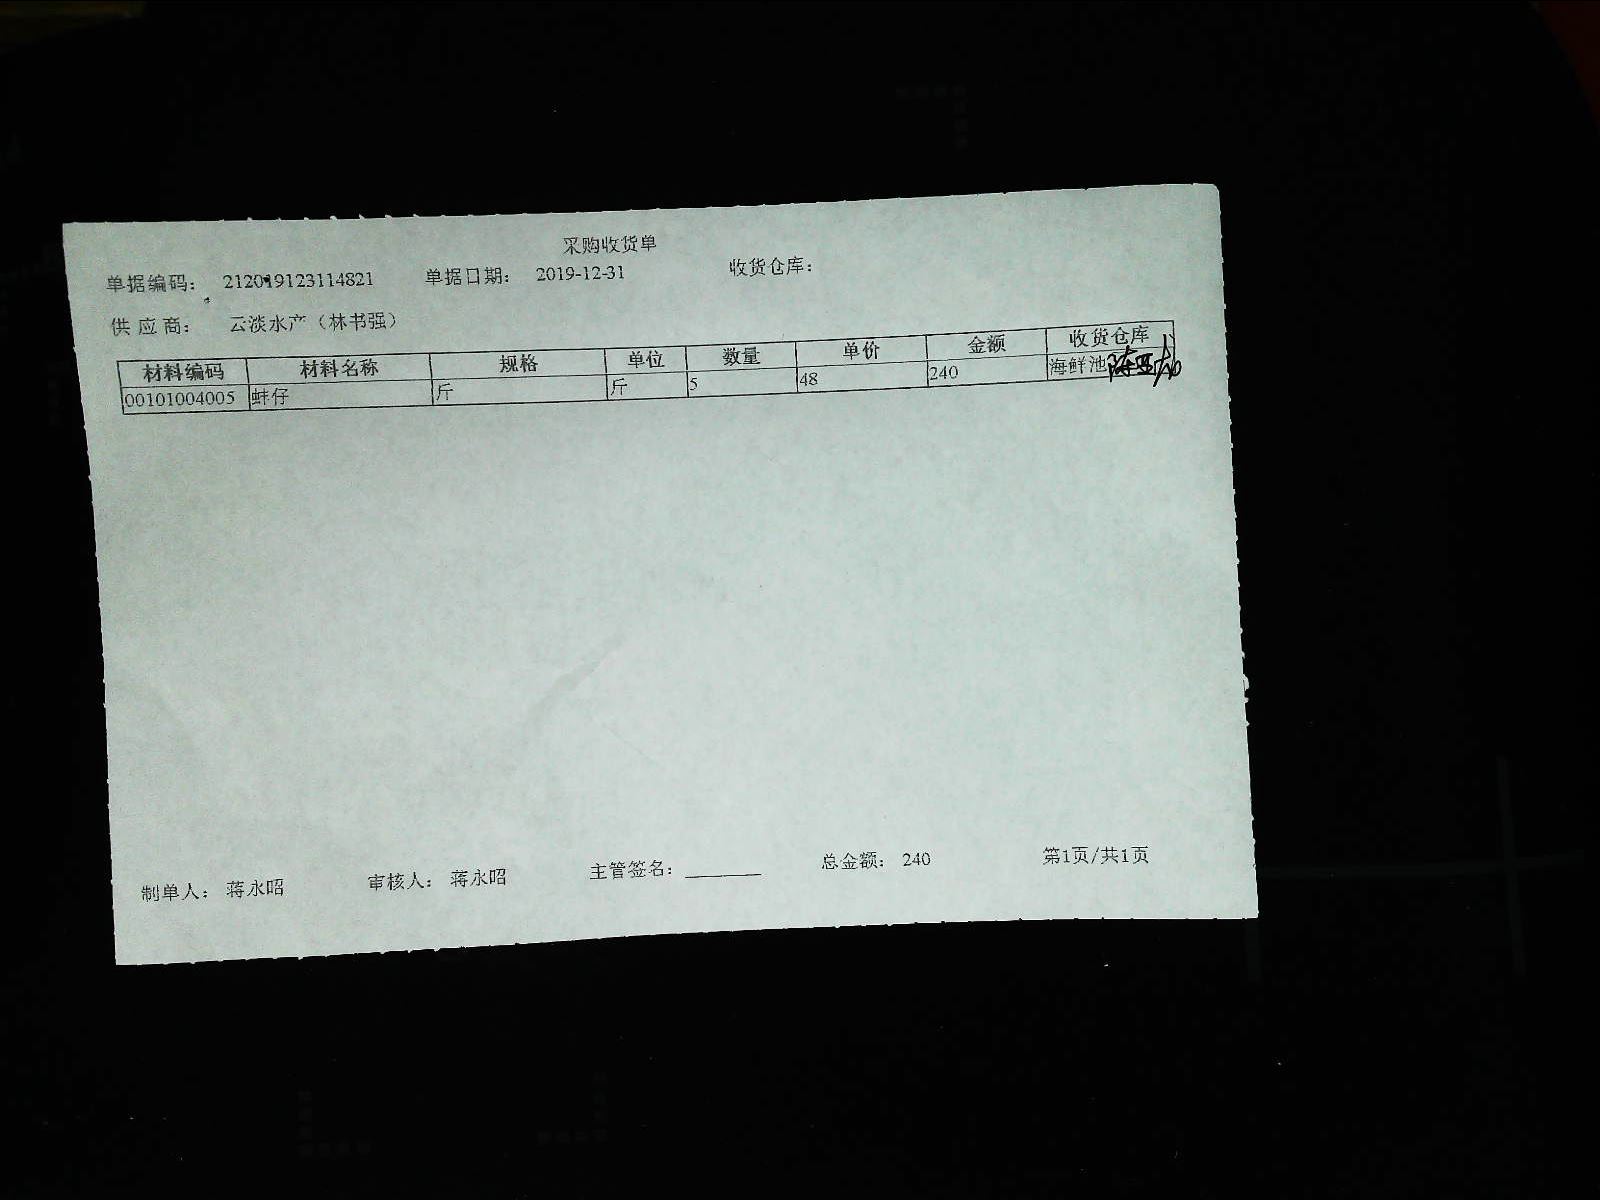 采购收货单
单据编码： 212019123114821 单据日期： 2019-12-31 收货仓库：
供应商： 云淡水产（林书强）
材料编码 材料名称 规格 单位 数量 单价 金额 收货仓库
00101004005 蚌仔 斤 斤 5 48 240 海鲜池
制单人： 蒋永昭 审核人： 蒋永昭 主管签名： 总金额： 240 第1页/共1页